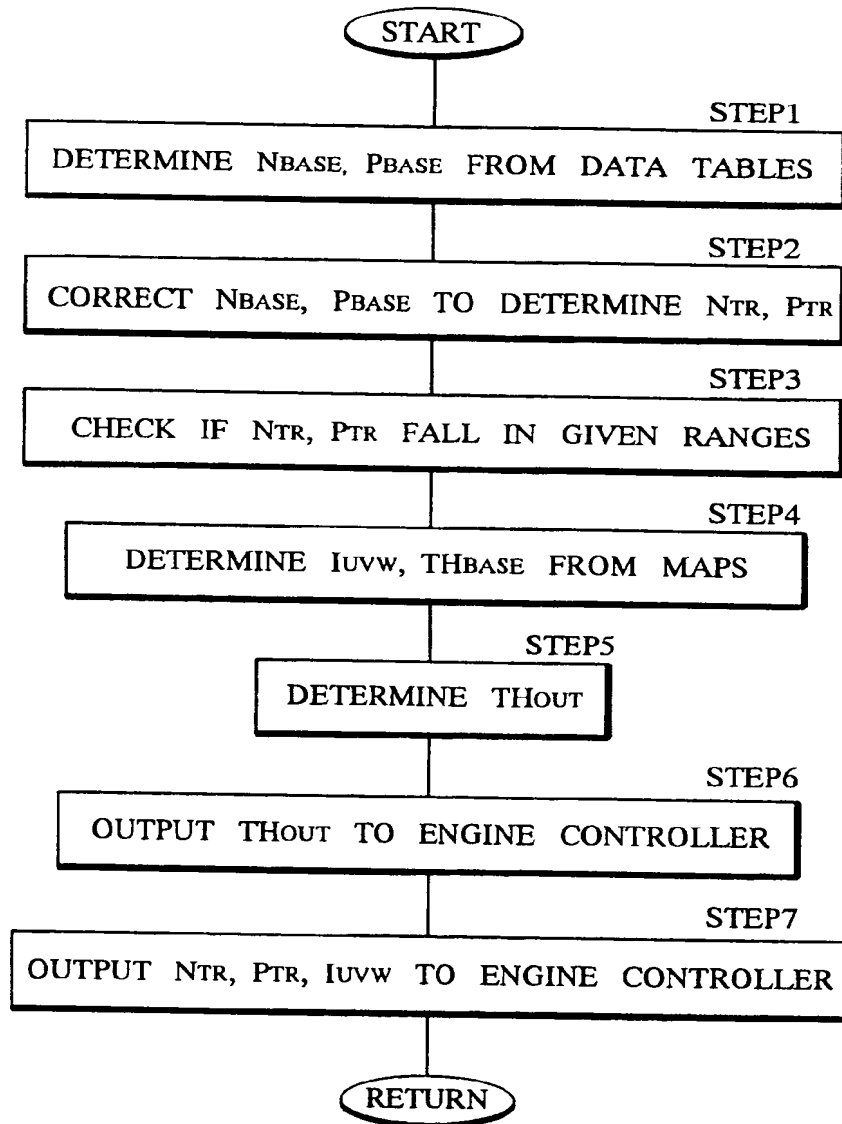 START
STEP1
DETERMINE NBASE, PBASE FROM DATA TABLES
STEP2
CORRECT NBASE, PBASE TO DETERMINE NTR, PTR
STEP3
CHECK IF NTR, PTR FALL IN GIVEN RANGES
STEP4
DETERMINE IUVW, THBASE FROM MAPS
STEP5
DETERMINE THOUT
STEP6
OUTPUT THOUT TO ENGINE CONTROLLER
STEP7
OUTPUT NTR, PTR, IUVW TO ENGINE CONTROLLER
RETURN